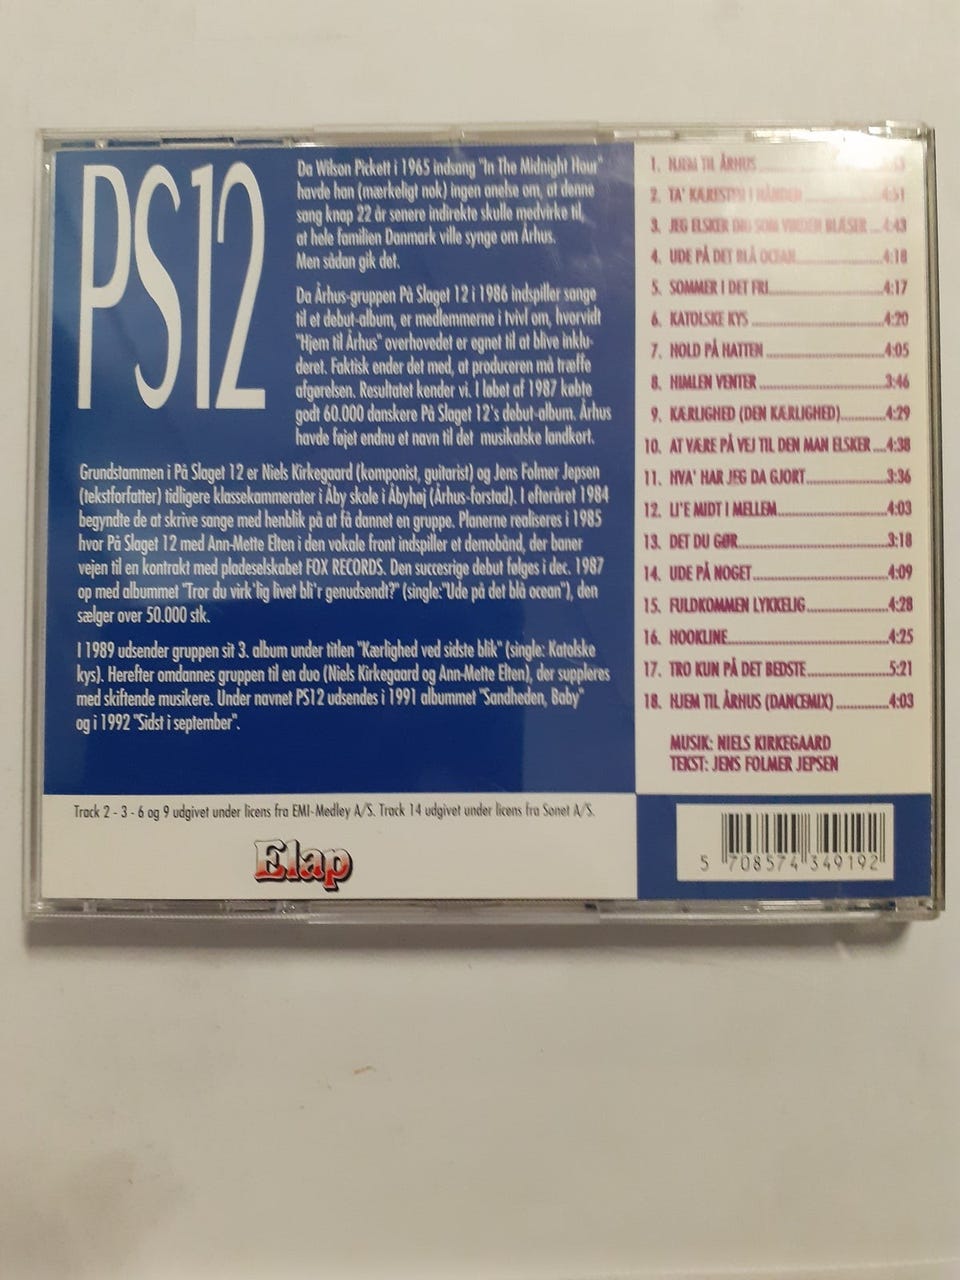 PS12
Da Wilson Pickett i 1965 indsang "In The Midnight Hour"
havde han (mærkeligt nok) ingen anelse om, at denne
sang knap 22 år senere indirekte skulle medvirke til,
at hele familien Danmark ville synge om Århus.
Men sådan gik det.
Da Århus-gruppen På Slaget 12 i 1986 indspiller sange
til et debut-album, er medlemmerne i tvivl om, hvorvidt
"Hjem til Århus" overhovedet er egnet til at blive inklu-
deret. Faktisk ender det med, at produceren må træffe
afgørelsen. Resultatet kender vi. I løbet af 1987 købte
godt 60.000 danskere På Slaget 12's debut-album. Århus
havde føjet endnu et navn til det musikalske landkort.
Grundstammen i På Slaget 12 er Niels Kirkegaard (komponist, guitarist) og Jens Folmer Jepsen
(tekstforfatter) tidligere klassekammerater i Åby skole i Åbyhøj (Århus-forstad). I efteråret 1984
begyndte de at skrive sange med henblik på at få dannet en gruppe. Planerne realiseres i 1985
hvor På Slaget 12 med Ann-Mette Elten i den vokale front indspiller et demobånd, der baner
vejen til en kontrakt med pladeselskabet FOX RECORDS. Den succesrige debut følges i dec. 1987
op med albummet "Tror du virk'lig livet bli'r genudsendt?" (single:"Ude på det blå ocean"), den
sælger over 50.000 stk.
I 1989 udsender gruppen sit 3. album under titlen "Kærlighed ved sidste blik" (single: Katolske
kys). Herefter omdannes gruppen til en duo (Niels Kirkegaard og Ann-Mette Elten), der suppleres
med skiftende musikere. Under navnet PS12 udsendes i 1991 albummet "Sandheden, Baby"
og i 1992 "Sidst i september".
Track 2 - 3 - 6 og 9 udgivet under licens fra EMI-Medley A/S. Track 14 udgivet under licens fra Sonet A/S.
Elap
1. HJEM TIL ÅRHUS
2. TA' KÆRESTEN I HÅNDEN 4:51
3. JEG ELSKER DIG SOM VINDEN BLÆSER 4:43
4. UDE PÅ DET BLÅ OCEAN 4:18
5. SOMMER I DET FRI 4:17
6. KATOLSKE KYS 4:20
7. HOLD PÅ HATTEN 4:05
8. HIMLEN VENTER 3:46
9. KÆRLIGHED (DEN KÆRLIGHED) 4:29
10. AT VÆRE PÅ VEJ TIL DEN MAN ELSKER 4:38
11. HVA' HAR JEG DA GJORT 3:36
12. LI'E MIDT I MELLEM 4:03
13. DET DU GØR 3:18
14. UDE PÅ NOGET 4:09
15. FULDKOMMEN LYKKELIG 4:28
16. HOOKLINE 4:25
17. TRO KUN PÅ DET BEDSTE 5:21
18. HJEM TIL ÅRHUS (DANCEMIX) 4:03
MUSIK: NIELS KIRKEGAARD
TEKST: JENS FOLMER JEPSEN
5 708574 349192